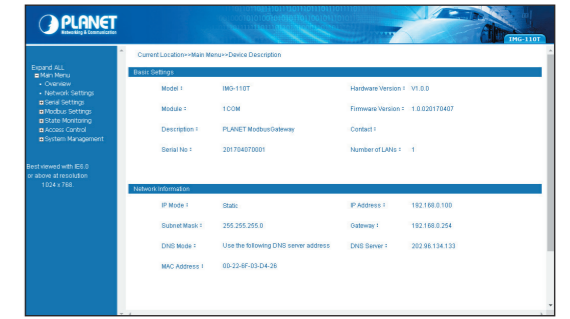 PLANET
Networking & Communication
IMG-110T
Expand ALL
Main Menu
Overview
Network Settings
Serial Settings
Modbus Settings
State Monitoring
Access Control
System Management
Best viewed with IE6.0
or above at resolution
1024 x 768.
Current Location>>Main Menu>>Device Description
Basic Settings
Model : IMG-110T Hardware Version : V1.0.0
Module : 1COM Firmware Version : 1.0.020170407
Description : PLANET ModbusGateway Contact :
Serial No : 201704070001 Number of LANs : 1
Network Information
IP Mode : Static IP Address : 192.168.0.100
Subnet Mask : 255.255.255.0 Gateway : 192.168.0.254
DNS Mode : Use the following DNS server address DNS Server : 202.96.134.133
MAC Address : 00-22-6F-03-D4-26